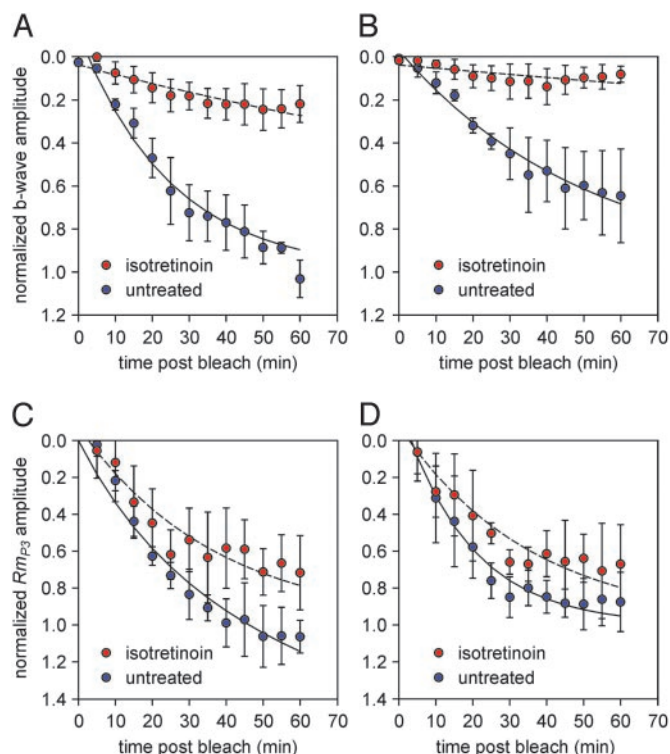 A
B
normalized b-wave amplitude
0.0
0.2
0.4
0.6
0.8
1.0
1.2
isotretinoin
untreated
0 10 20 30 40 50 60 70
time post bleach (min)
0.0
0.2
0.4
0.6
0.8
1.0
1.2
isotretinoin
untreated
0 10 20 30 40 50 60 70
time post bleach (min)
C
D
normalized RmP3 amplitude
0.0
0.2
0.4
0.6
0.8
1.0
1.2
1.4
isotretinoin
untreated
0 10 20 30 40 50 60 70
time post bleach (min)
0.0
0.2
0.4
0.6
0.8
1.0
1.2
1.4
isotretinoin
untreated
0 10 20 30 40 50 60 70
time post bleach (min)